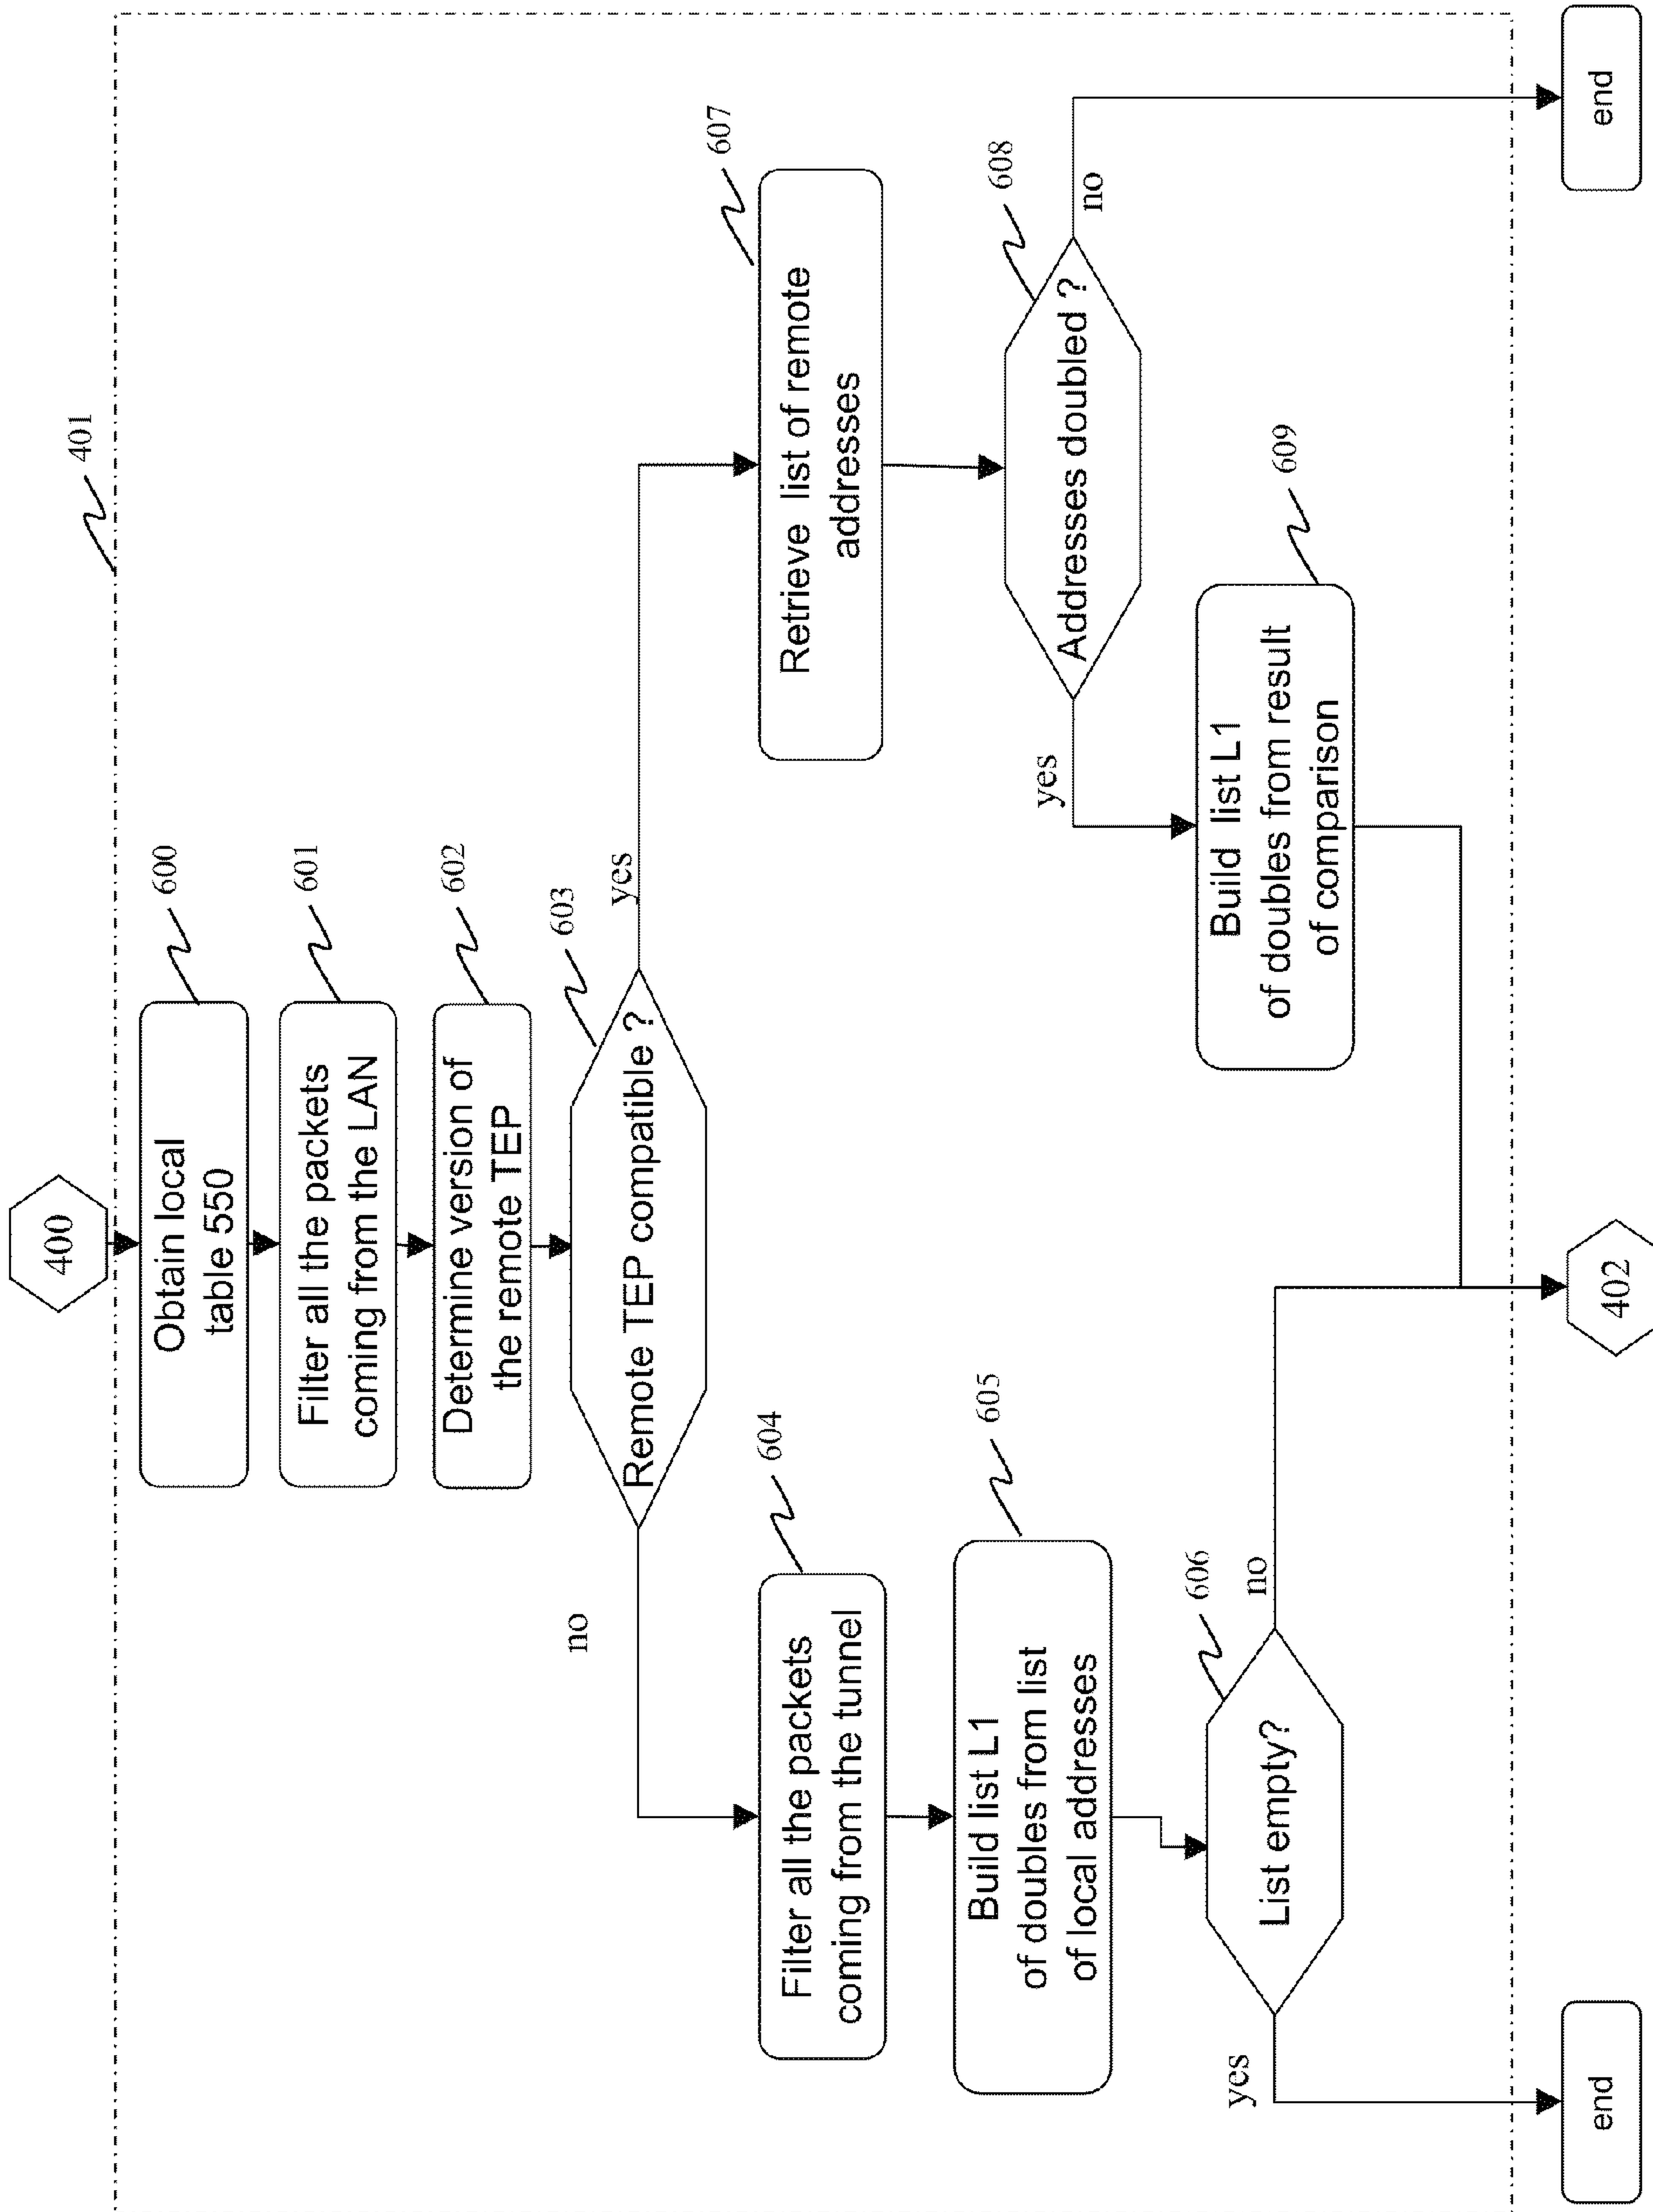 400
401
Obtain local
table 550
600
Filter all the packets
coming from the LAN
601
Determine version of
the remote TEP
602
Remote TEP compatible ?
603
no
yes
Filter all the packets
coming from the tunnel
604
Retrieve list of remote
addresses
607
Build list L1
of doubles from list
of local addresses
605
Addresses doubled ?
608
yes
no
List empty?
606
yes
no
Build list L1
of doubles from result
of comparison
609
end
402
end